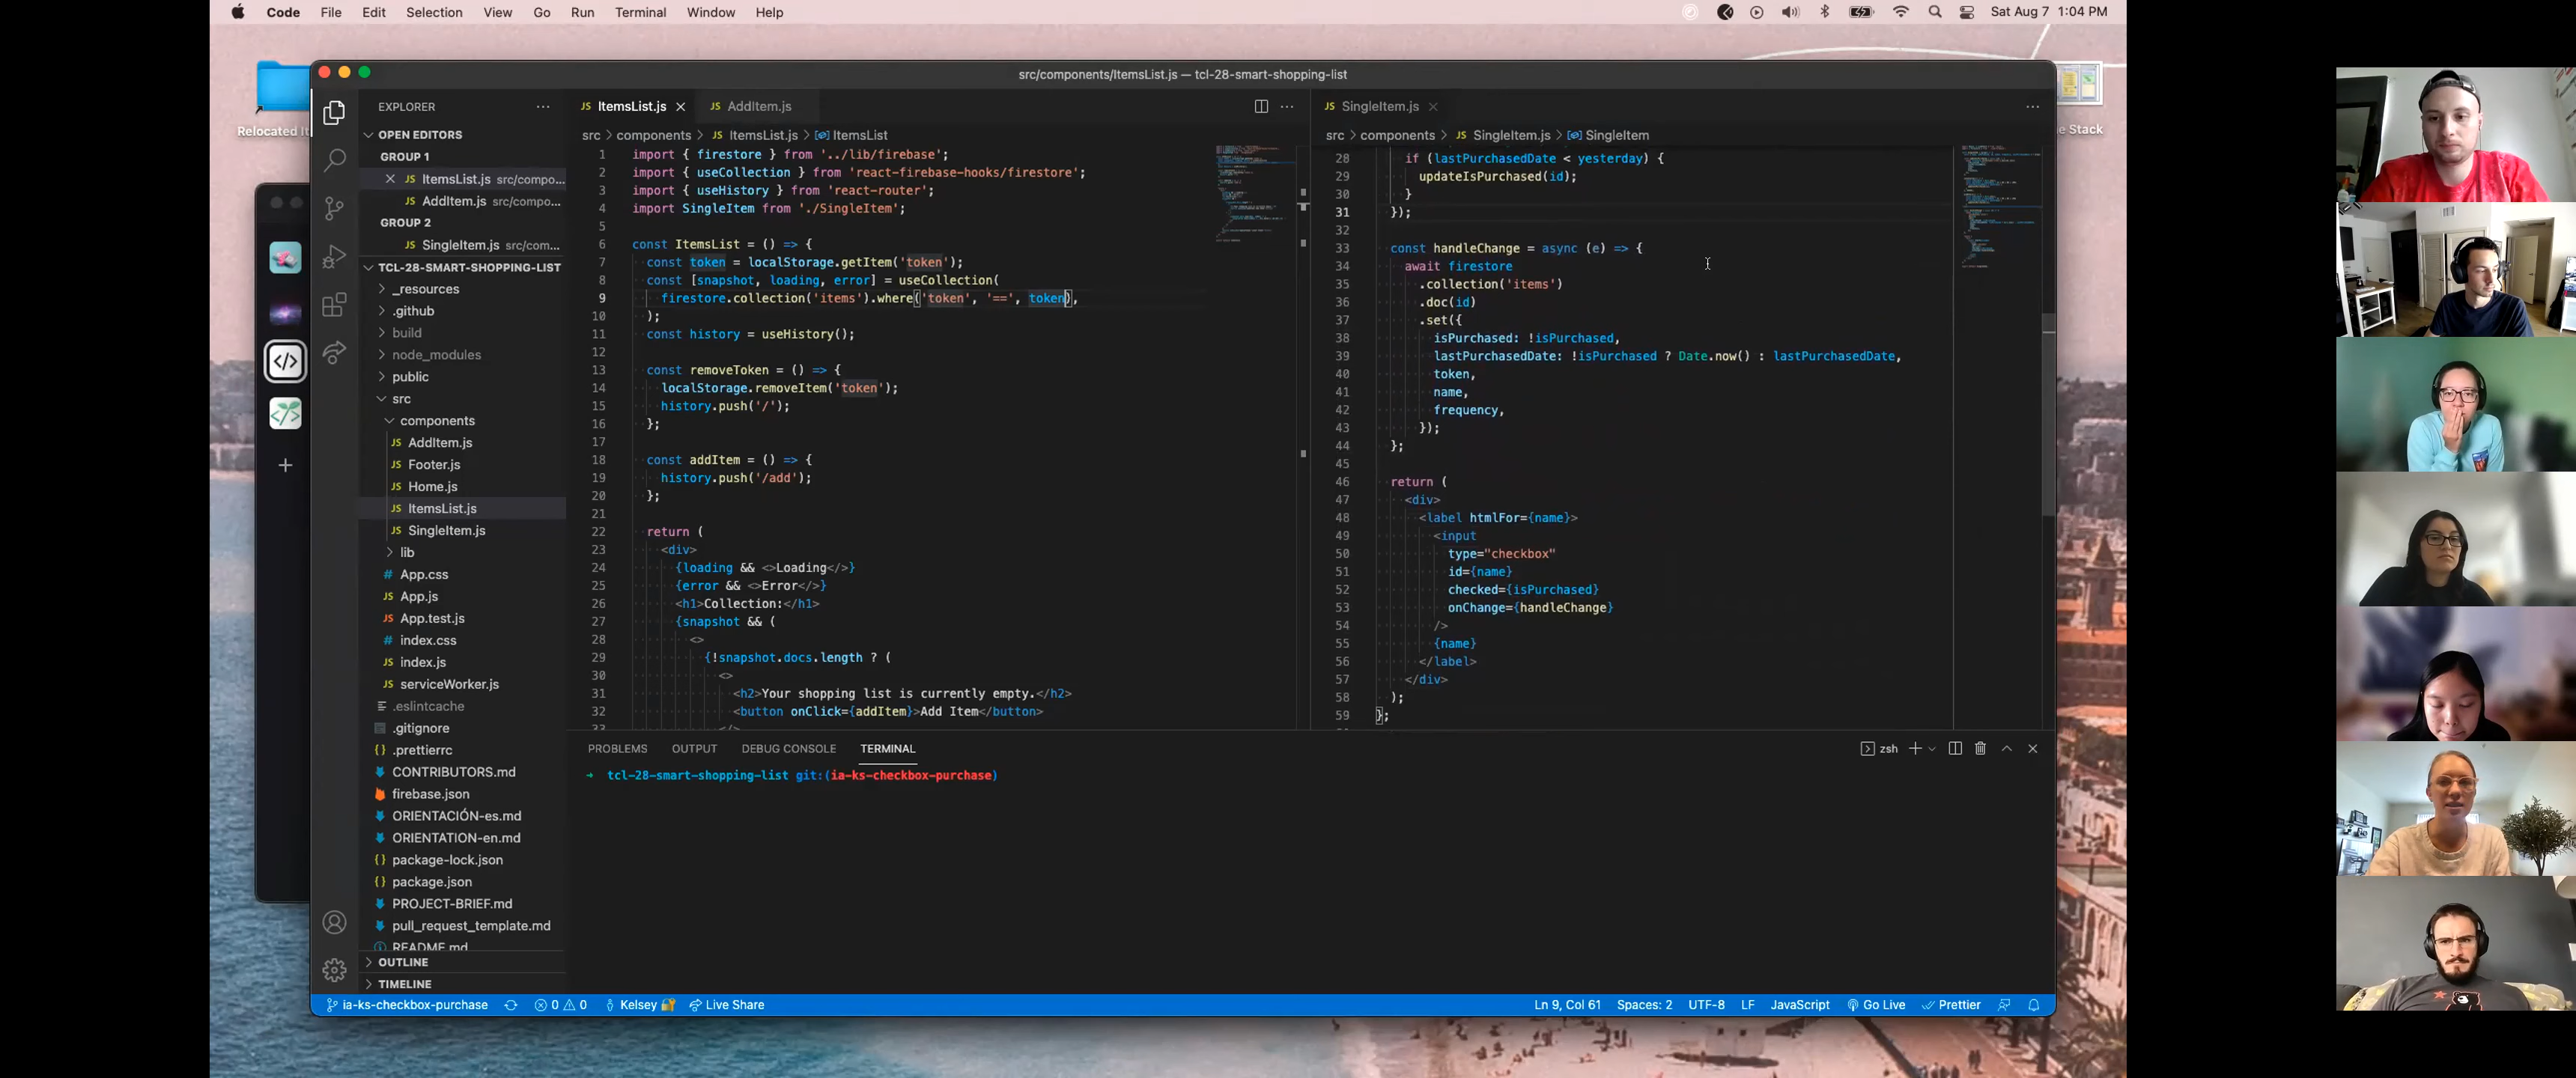 Code File Edit Selection View Go Run Terminal Window Help
Sat Aug 7 1:04 PM
Relocated It
e Stack
src/components/ItemsList.js — tcl-28-smart-shopping-list
EXPLORER
OPEN EDITORS
GROUP 1
ItemsList.js src/compo...
AddItem.js src/compo...
GROUP 2
SingleItem.js src/com...
TCL-28-SMART-SHOPPING-LIST
_resources
.github
build
node_modules
public
src
components
AddItem.js
Footer.js
Home.js
ItemsList.js
SingleItem.js
lib
App.css
App.js
App.test.js
index.css
index.js
serviceWorker.js
.eslintcache
.gitignore
.prettierrc
CONTRIBUTORS.md
firebase.json
ORIENTACIÓN-es.md
ORIENTATION-en.md
package-lock.json
package.json
PROJECT-BRIEF.md
pull_request_template.md
README.md
OUTLINE
TIMELINE
JS ItemsList.js
JS AddItem.js
src > components > JS ItemsList.js > ItemsList
1 import { firestore } from '../lib/firebase';
2 import { useCollection } from 'react-firebase-hooks/firestore';
3 import { useHistory } from 'react-router';
4 import SingleItem from './SingleItem';
5
6 const ItemsList = () => {
7 const token = localStorage.getItem('token');
8 const [snapshot, loading, error] = useCollection(
9 firestore.collection('items').where('token', '==', token),
10 );
11 const history = useHistory();
12
13 const removeToken = () => {
14 localStorage.removeItem('token');
15 history.push('/');
16 };
17
18 const addItem = () => {
19 history.push('/add');
20 };
21
22 return (
23 <div>
24 {loading && <>Loading</>}
25 {error && <>Error</>}
26 <h1>Collection:</h1>
27 {snapshot && (
28 <>
29 {!snapshot.docs.length ? (
30 <>
31 <h2>Your shopping list is currently empty.</h2>
32 <button onClick={addItem}>Add Item</button>
33 </>
JS SingleItem.js
src > components > JS SingleItem.js > SingleItem
28 if (lastPurchasedDate < yesterday) {
29 updateIsPurchased(id);
30 }
31 });
32
33 const handleChange = async (e) => {
34 await firestore
35 .collection('items')
36 .doc(id)
37 .set({
38 isPurchased: !isPurchased,
39 lastPurchasedDate: !isPurchased ? Date.now() : lastPurchasedDate,
40 token,
41 name,
42 frequency,
43 });
44 };
45
46 return (
47 <div>
48 <label htmlFor={name}>
49 <input
50 type="checkbox"
51 id={name}
52 checked={isPurchased}
53 onChange={handleChange}
54 />
55 {name}
56 </label>
57 </div>
58 );
59 };
PROBLEMS OUTPUT DEBUG CONSOLE TERMINAL
zsh
→ tcl-28-smart-shopping-list git:(ia-ks-checkbox-purchase)
ia-ks-checkbox-purchase 0 0 Kelsey Live Share
Ln 9, Col 61 Spaces: 2 UTF-8 LF JavaScript Go Live Prettier